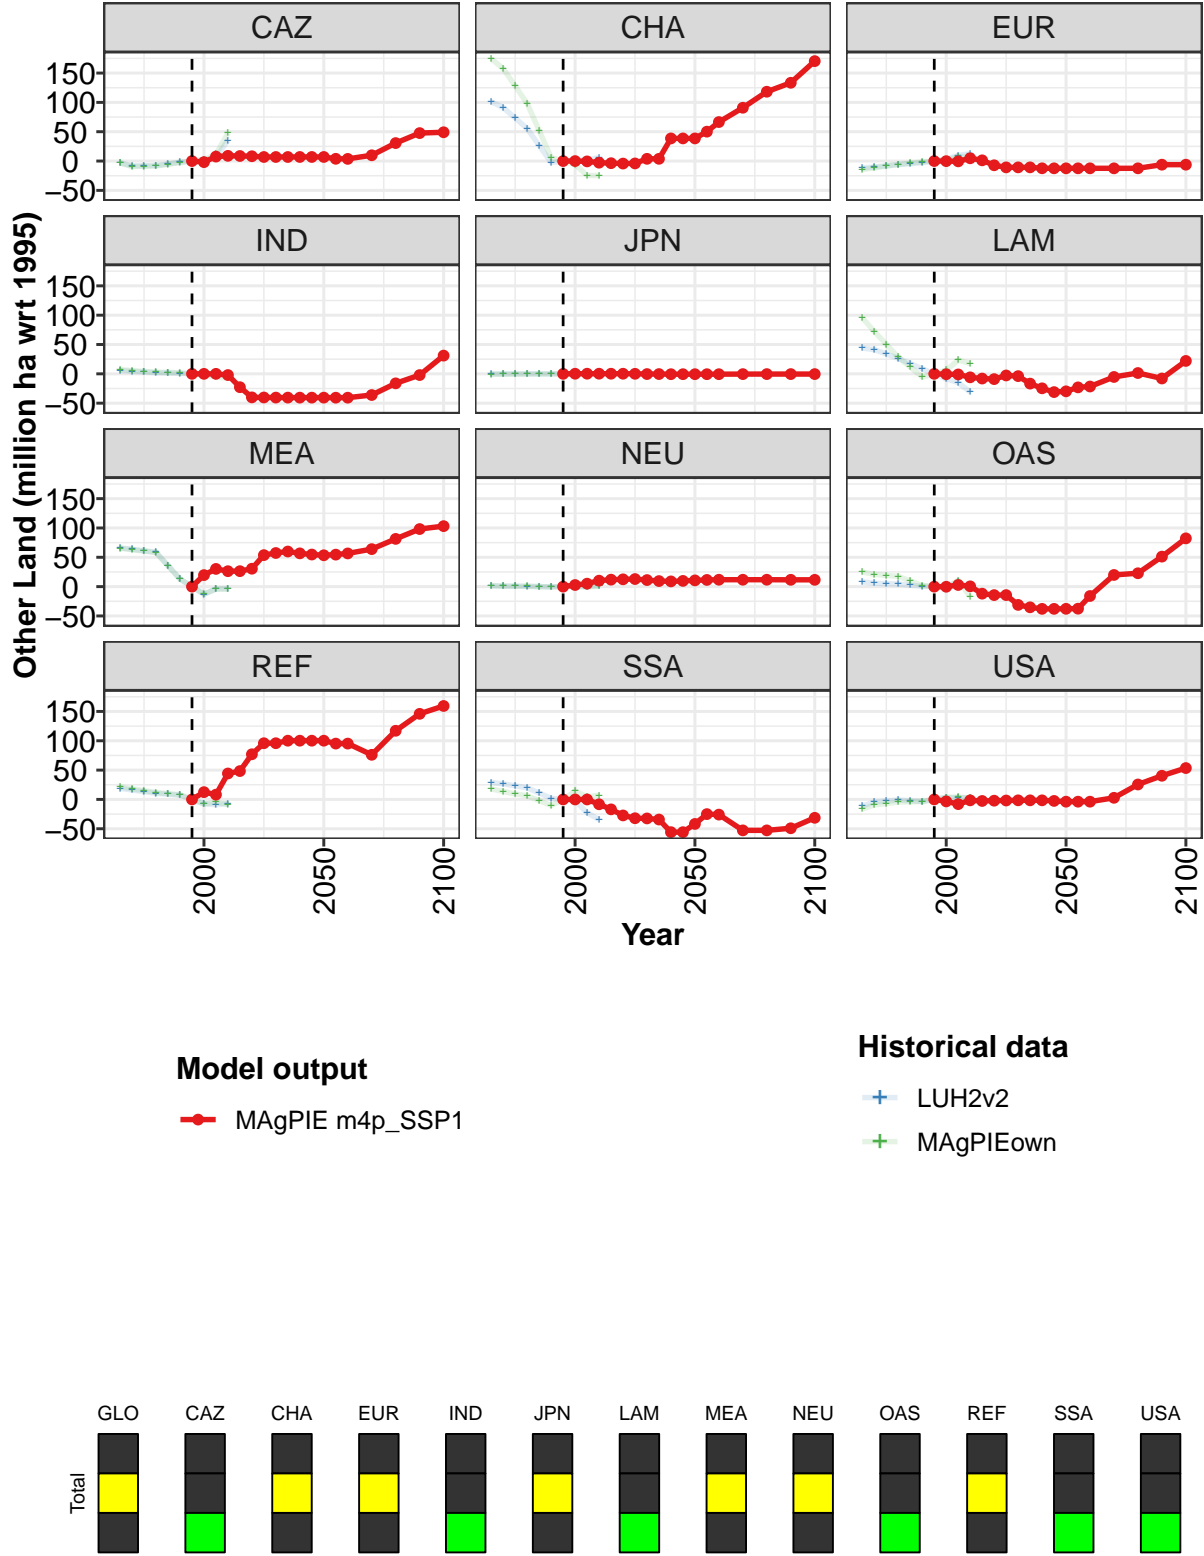 CAZ CHA EUR
150
100
50
0
−50
IND JPN LAM
150
100
50
0
−50
MEA NEU OAS
150
100
50
0
−50
REF SSA USA
150
100
50
0
−50
2000 2050 2100 2000 2050 2100 2000 2050 2100
Year
Other Land (million ha wrt 1995)
Model output
MAgPIE m4p_SSP1
Historical data
LUH2v2
MAgPIEown
GLO CAZ CHA EUR IND JPN LAM MEA NEU OAS REF SSA USA
Total